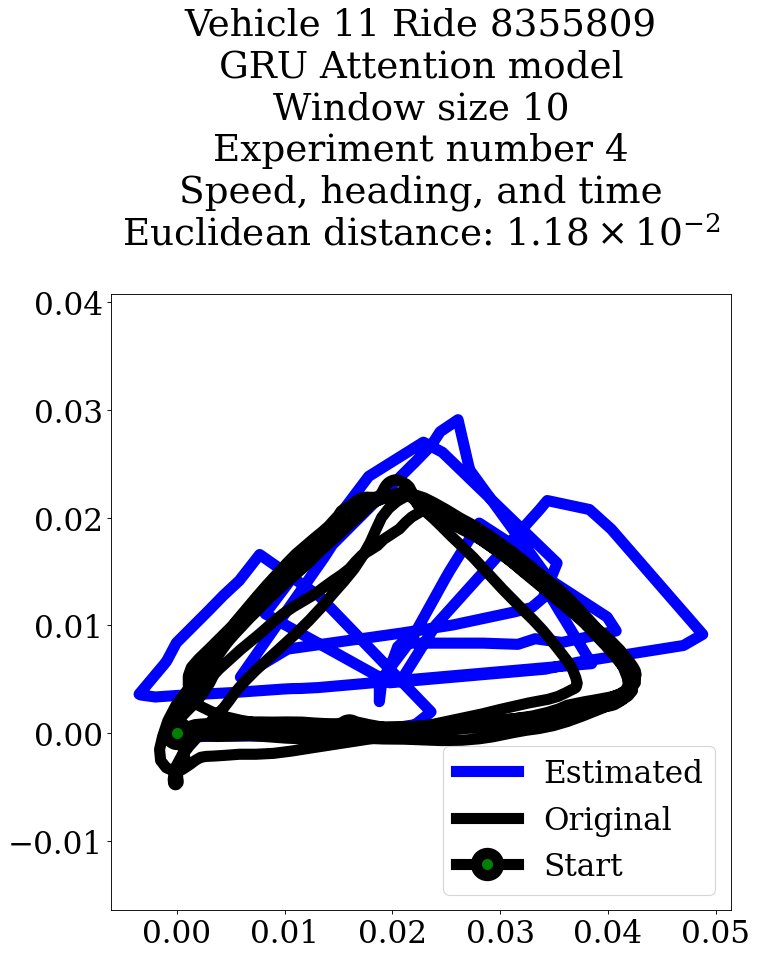 Vehicle 11 Ride 8355809
GRU Attention model
Window size 10
Experiment number 4
Speed, heading, and time
Euclidean distance: 1.18 × 10⁻²
0.04
0.03
0.02
0.01
0.00
−0.01
Estimated
Original
Start
0.00 0.01 0.02 0.03 0.04 0.05